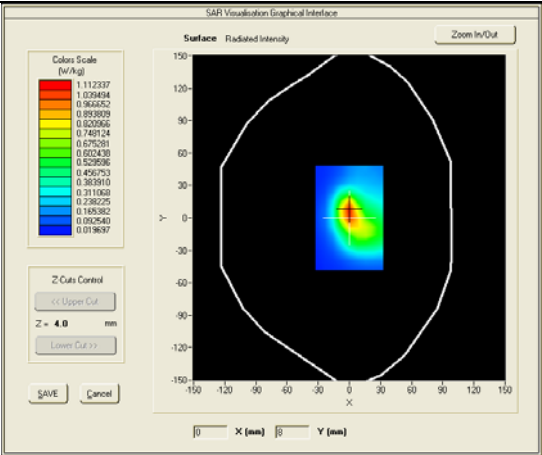 SAR Visualisation Graphical Interface
Surface Radiated Intensity
Zoom In/Out
Colors Scale
(W/kg)
1.112337
1.039494
0.966652
0.893809
0.820966
0.748124
0.675281
0.602438
0.529596
0.456753
0.383910
0.311068
0.238225
0.165382
0.092540
0.019697
Z-Cuts Control
<< Upper Cut
Z = 4.0 mm
Lower Cut >>
SAVE Cancel
150-
120-
90-
60-
30-
0-
-30-
-60-
-90-
-120-
-150-
Y
-150 -120 -90 -60 -30 0 30 60 90 120 150
X
0 X (mm) 8 Y (mm)